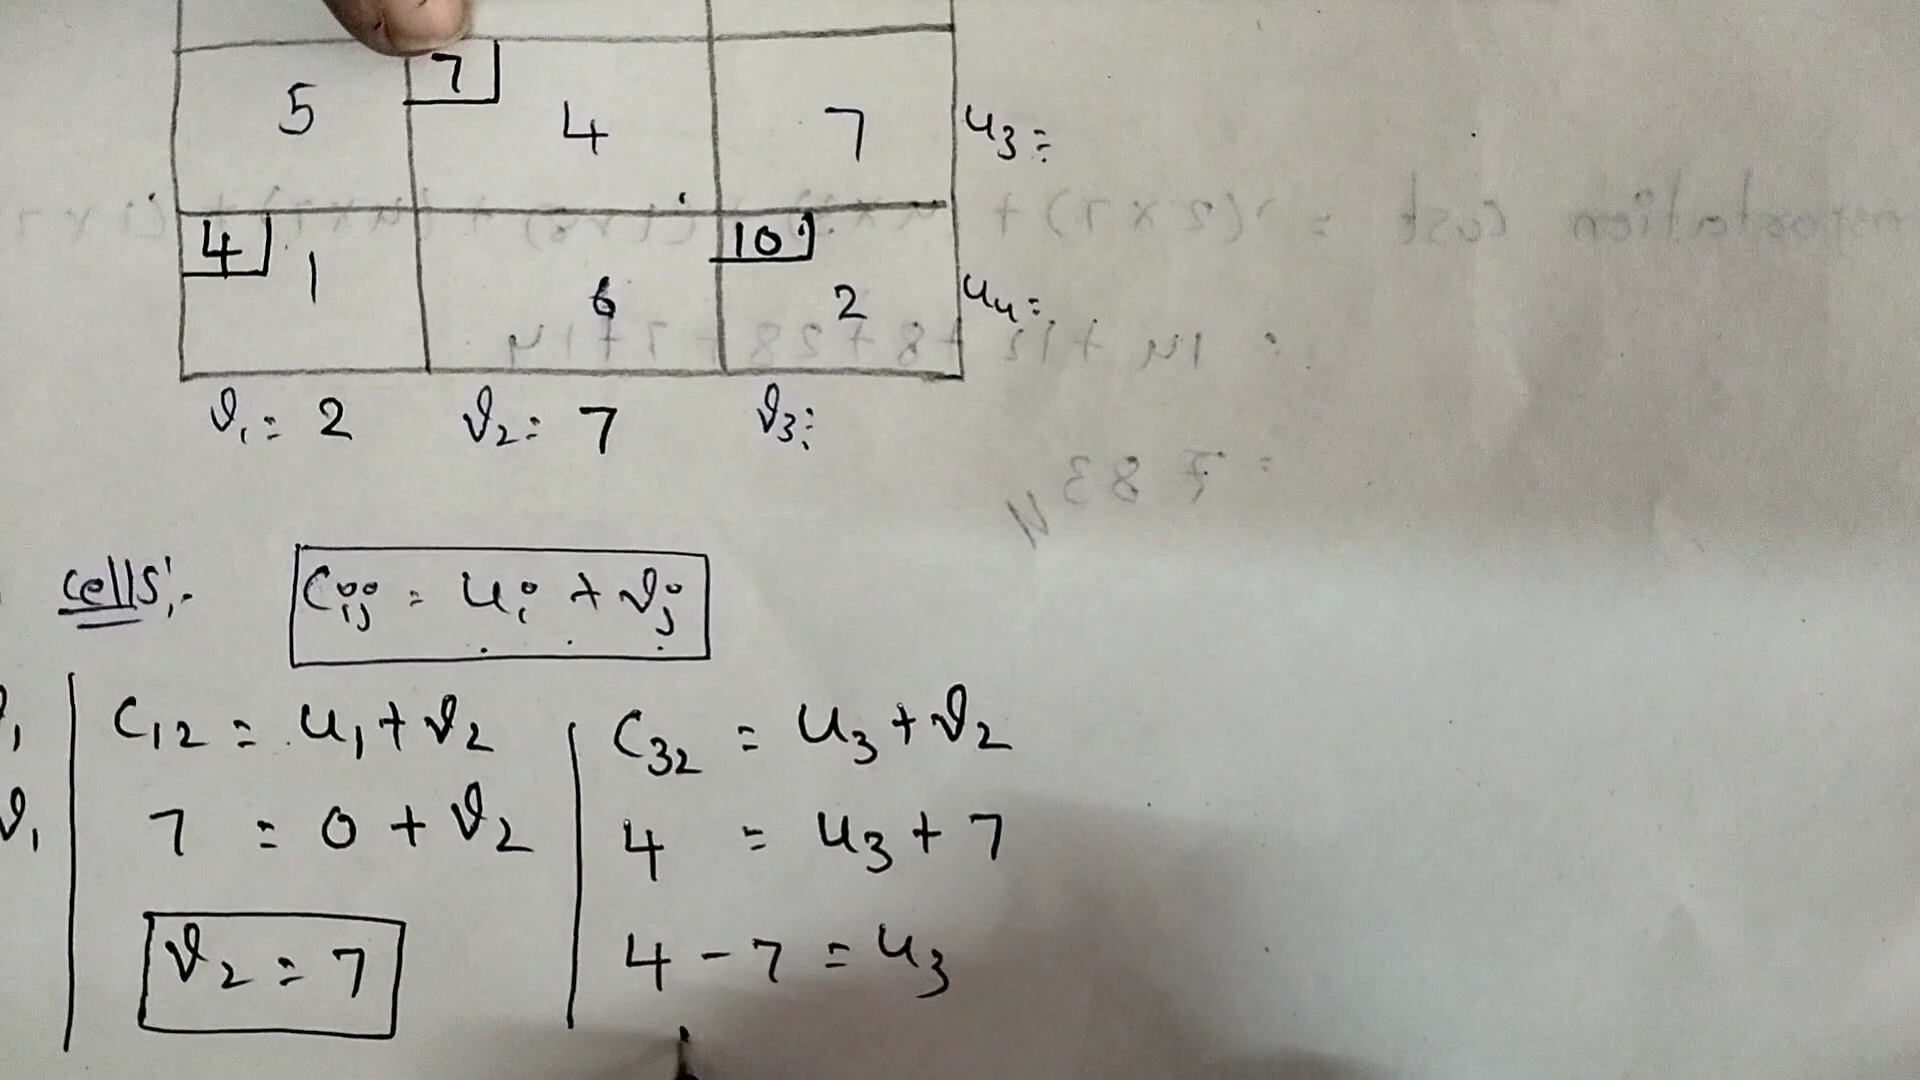 7
5 4 7 u3 =
4 10
1 6 2 u4 =
v1 = 2 v2 = 7 v3 =
cells:-
Cij = ui + vj
C12 = u1 + v2
7 = 0 + v2
v2 = 7
C32 = u3 + v2
4 = u3 + 7
4 - 7 = u3